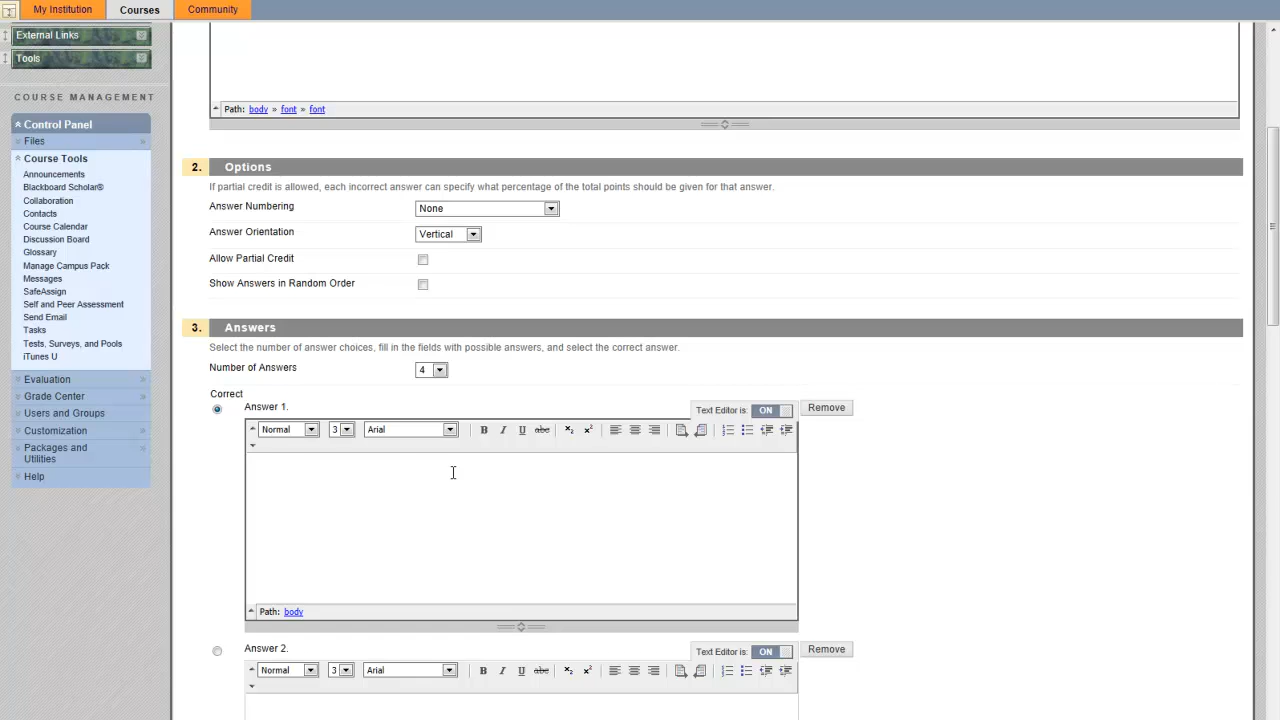 My Institution
Courses
Community
External Links
Tools
COURSE MANAGEMENT
Control Panel
Files
Course Tools
Announcements
Blackboard Scholar®
Collaboration
Contacts
Course Calendar
Discussion Board
Glossary
Manage Campus Pack
Messages
SafeAssign
Self and Peer Assessment
Send Email
Tasks
Tests, Surveys, and Pools
iTunes U
Evaluation
Grade Center
Users and Groups
Customization
Packages and
Utilities
Help
Path: body » font » font
2. Options
If partial credit is allowed, each incorrect answer can specify what percentage of the total points should be given for that answer.
Answer Numbering None
Answer Orientation Vertical
Allow Partial Credit
Show Answers in Random Order
3. Answers
Select the number of answer choices, fill in the fields with possible answers, and select the correct answer.
Number of Answers 4
Correct
Answer 1. Text Editor is: ON Remove
Normal 3 Arial B I U abc
Path: body
Answer 2. Text Editor is: ON Remove
Normal 3 Arial B I U abc